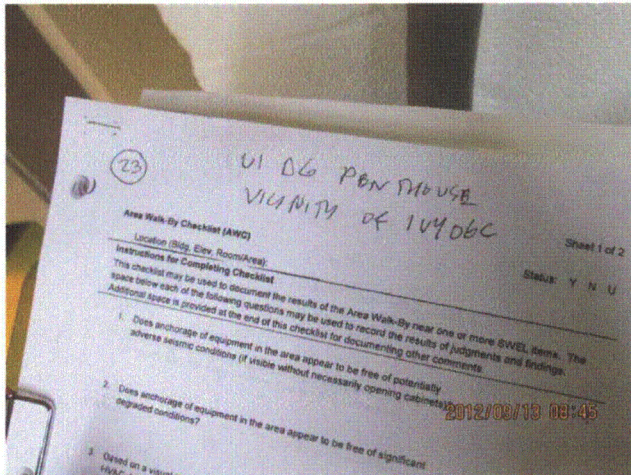 23
U1 DG PENTHOUSE
VICINITY OF 1VY06C
Sheet 1 of 2
Area Walk-By Checklist (AWC)
Status: Y N U
Location (Bldg, Elev, Room/Area):
Instructions for Completing Checklist
This checklist may be used to document the results of the Area Walk-By near one or more SWEL items. The
space below each of the following questions may be used to record the results of judgments and findings.
Additional space is provided at the end of this checklist for documenting other comments.
1. Does anchorage of equipment in the area appear to be free of potentially
adverse seismic conditions (if visible without necessarily opening cabinets)?
2012/09/13 08:45
2. Does anchorage of equipment in the area appear to be free of significant
degraded conditions?
3. Based on a visual